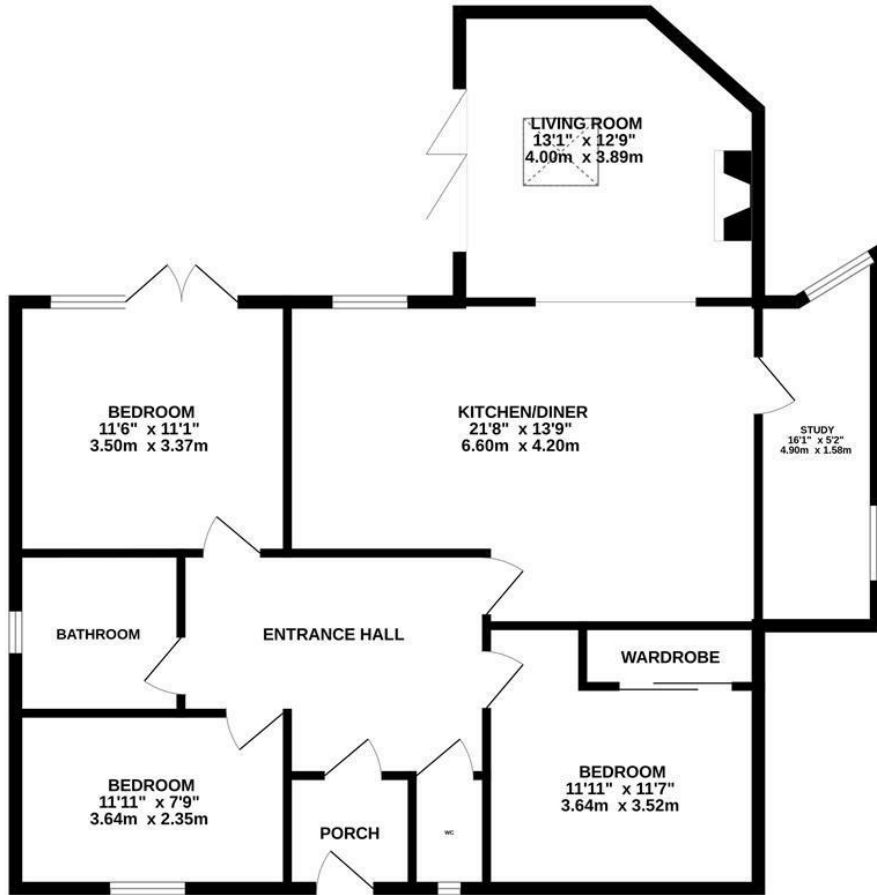 LIVING ROOM
13'1" x 12'9"
4.00m x 3.89m
BEDROOM
11'6" x 11'1"
3.50m x 3.37m
KITCHEN/DINER
21'8" x 13'9"
6.60m x 4.20m
STUDY
16'1" x 5'2"
4.90m x 1.58m
BATHROOM
ENTRANCE HALL
WARDROBE
BEDROOM
11'11" x 7'9"
3.64m x 2.35m
PORCH
WC
BEDROOM
11'11" x 11'7"
3.64m x 3.52m